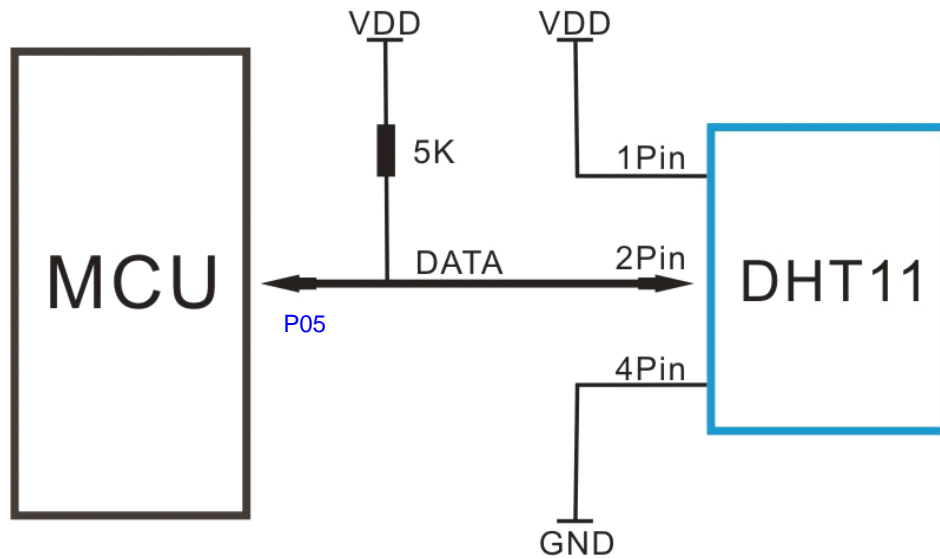 VDD
VDD
5K
1Pin
MCU
DATA
2Pin
DHT11
P05
4Pin
GND